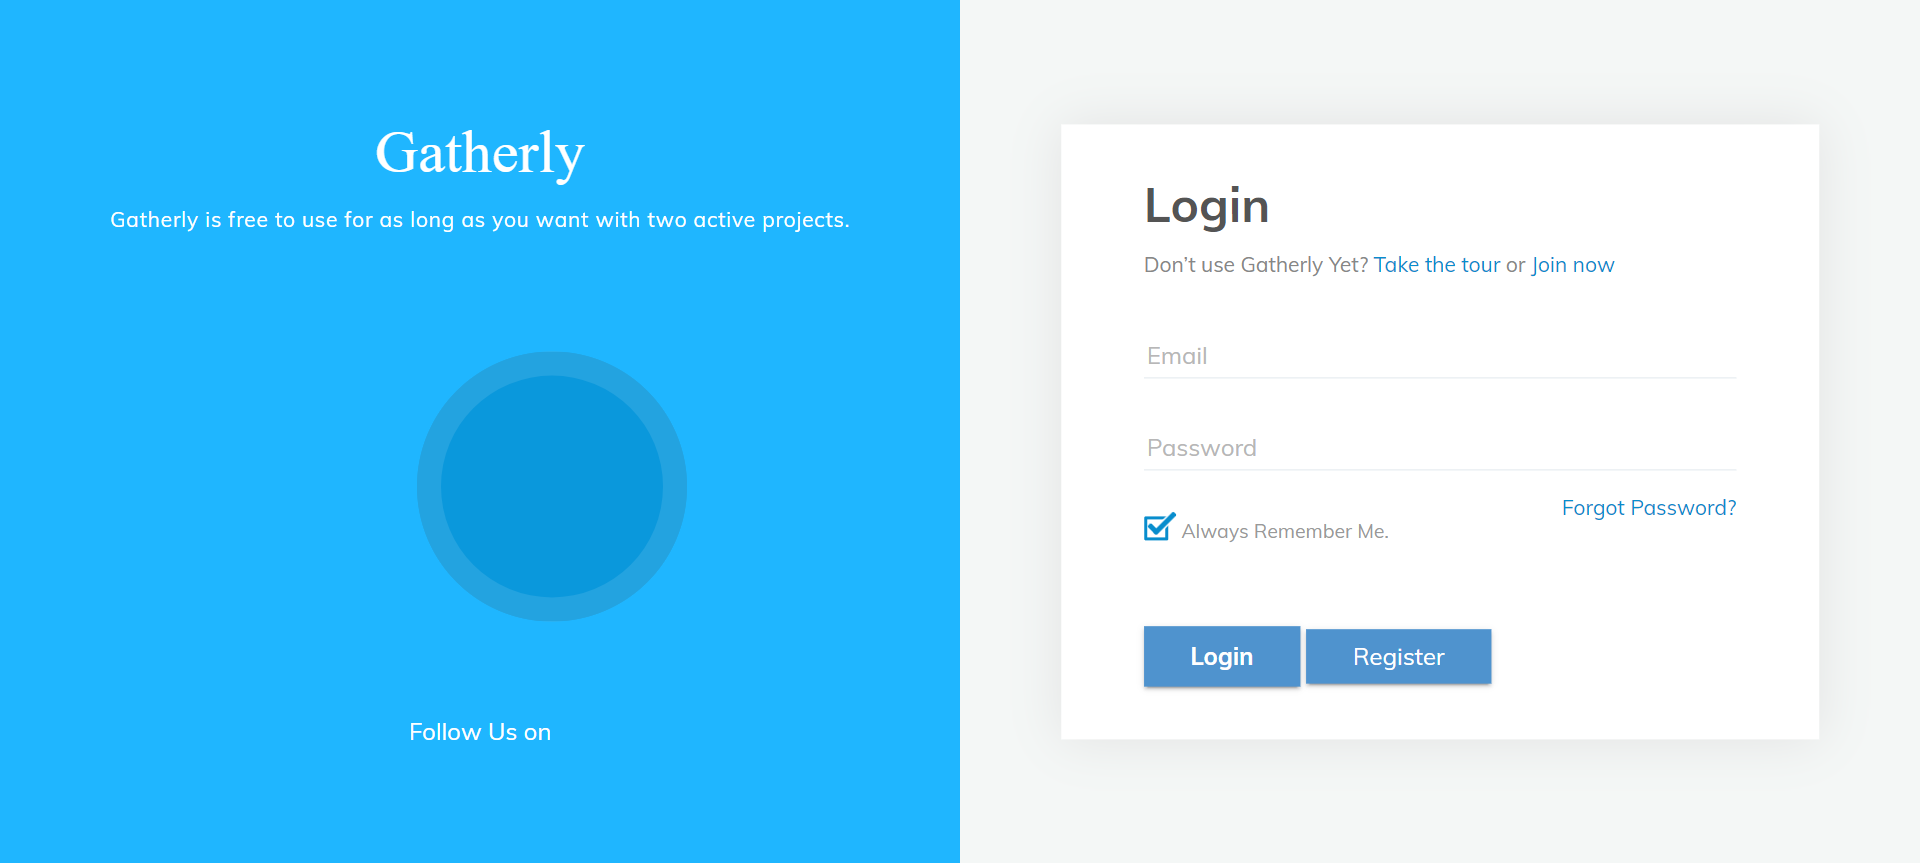 Gatherly
Gatherly is free to use for as long as you want with two active projects.
Follow Us on
Login
Don’t use Gatherly Yet? Take the tour or Join now
Email
Password
Forgot Password?
Always Remember Me.
Login
Register